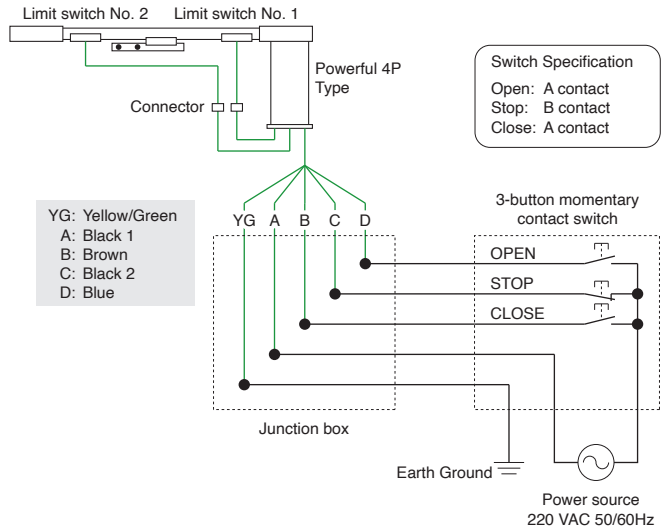 Limit switch No. 2
Limit switch No. 1
Powerful 4P
Type
Connector
Switch Specification
Open: A contact
Stop: B contact
Close: A contact
YG: Yellow/Green
A: Black 1
B: Brown
C: Black 2
D: Blue
YG A B C D
3-button momentary
contact switch
OPEN
STOP
CLOSE
Junction box
Earth Ground
Power source
220 VAC 50/60Hz